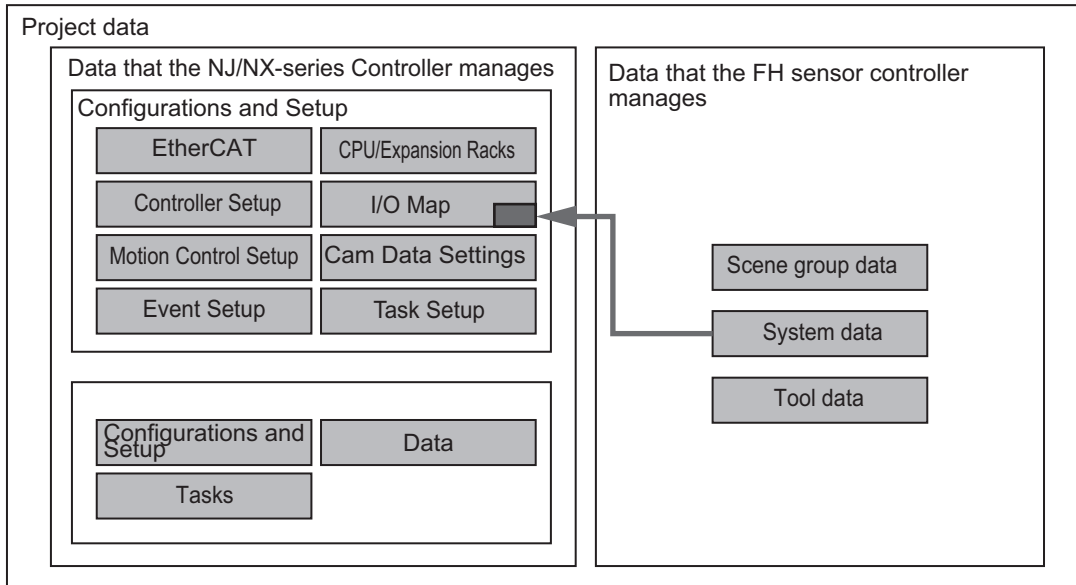 Project data
Data that the NJ/NX-series Controller manages
Configurations and Setup
EtherCAT
CPU/Expansion Racks
Controller Setup
I/O Map
Motion Control Setup
Cam Data Settings
Event Setup
Task Setup
Configurations and
Setup
Data
Tasks
Data that the FH sensor controller
manages
Scene group data
System data
Tool data